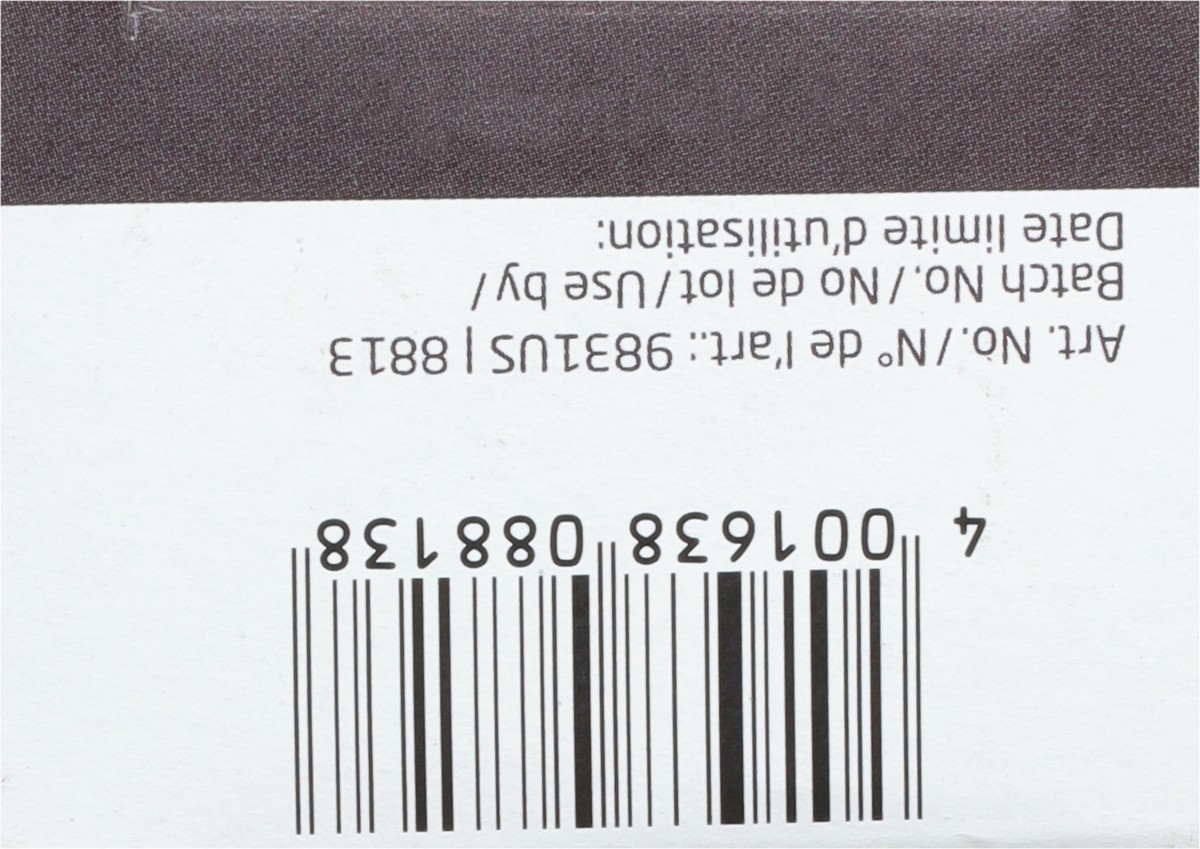 4 001638 088138
Art. No./N° de l'art.: 9831US | 8813
Batch No./No de lot/Use by/
Date limite d'utilisation: